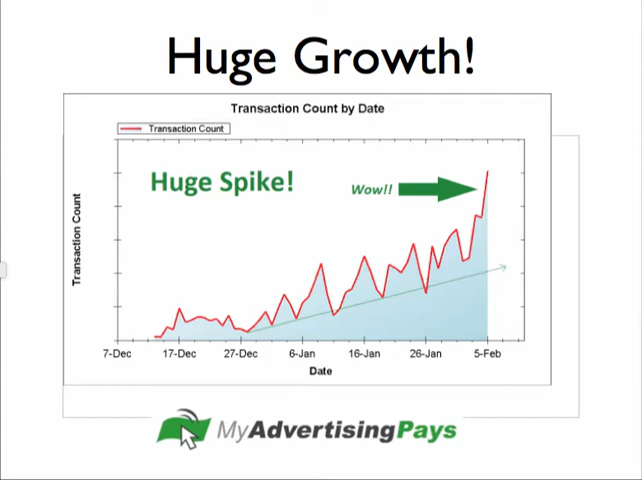 Huge Growth!
Transaction Count by Date
Transaction Count
Huge Spike!
Wow!!
Transaction Count
7-Dec 17-Dec 27-Dec 6-Jan 16-Jan 26-Jan 5-Feb
Date
MyAdvertisingPays